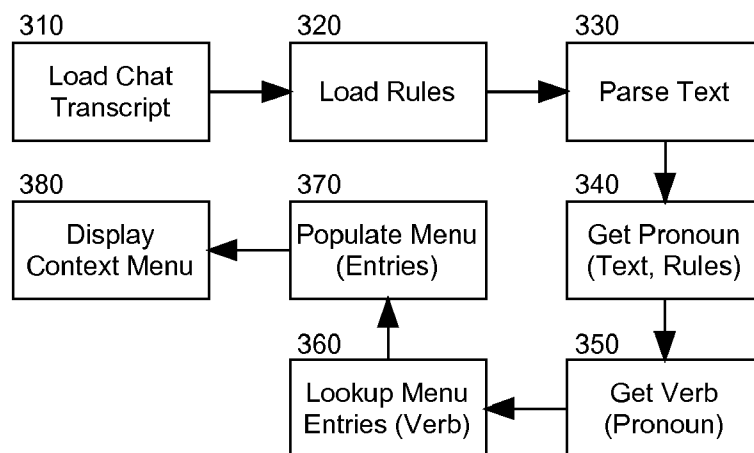 310
Load Chat
Transcript
320
Load Rules
330
Parse Text
340
Get Pronoun
(Text, Rules)
350
Get Verb
(Pronoun)
360
Lookup Menu
Entries (Verb)
370
Populate Menu
(Entries)
380
Display
Context Menu